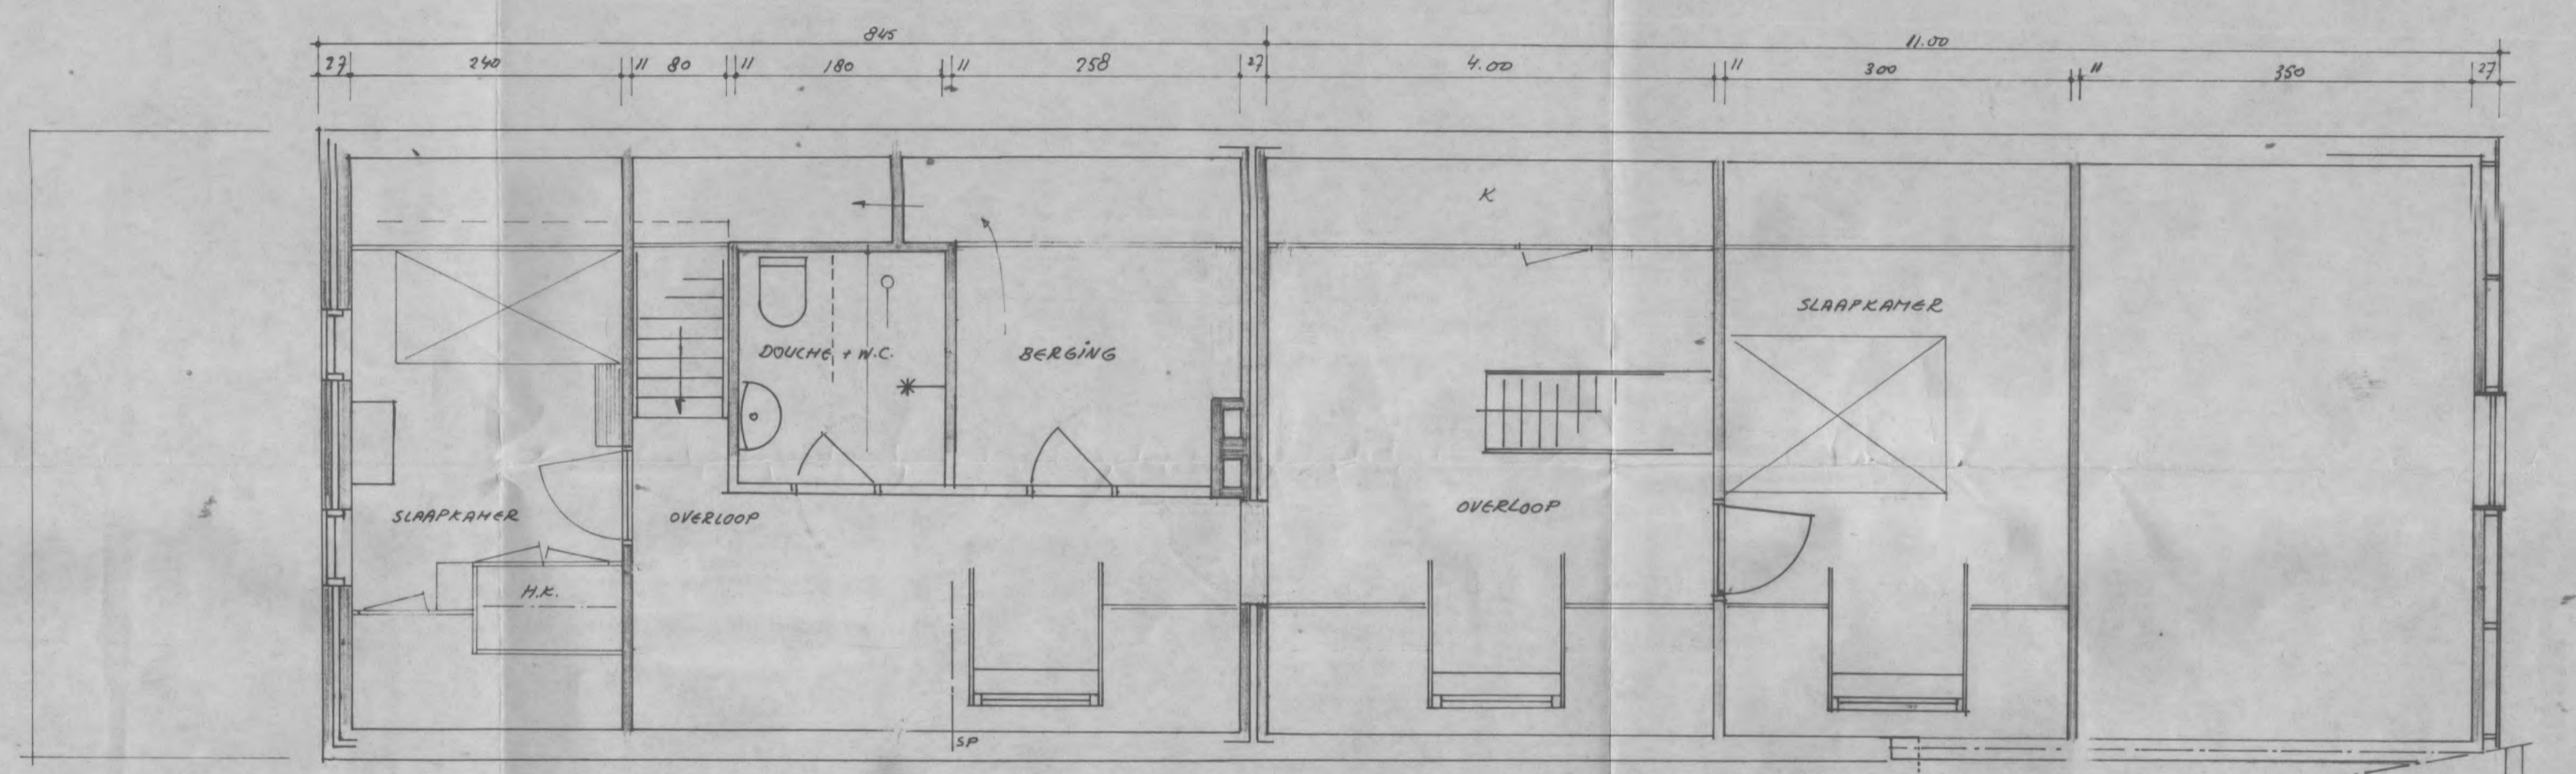 845
11.00
27 240 11 80 11 180 11 258 27 4.00 11 300 11 350 27
K
SLAAPKAMER
DOUCHE + W.C.
BERGING
SLAAPKAMER
OVERLOOP
OVERLOOP
H.K.
SP